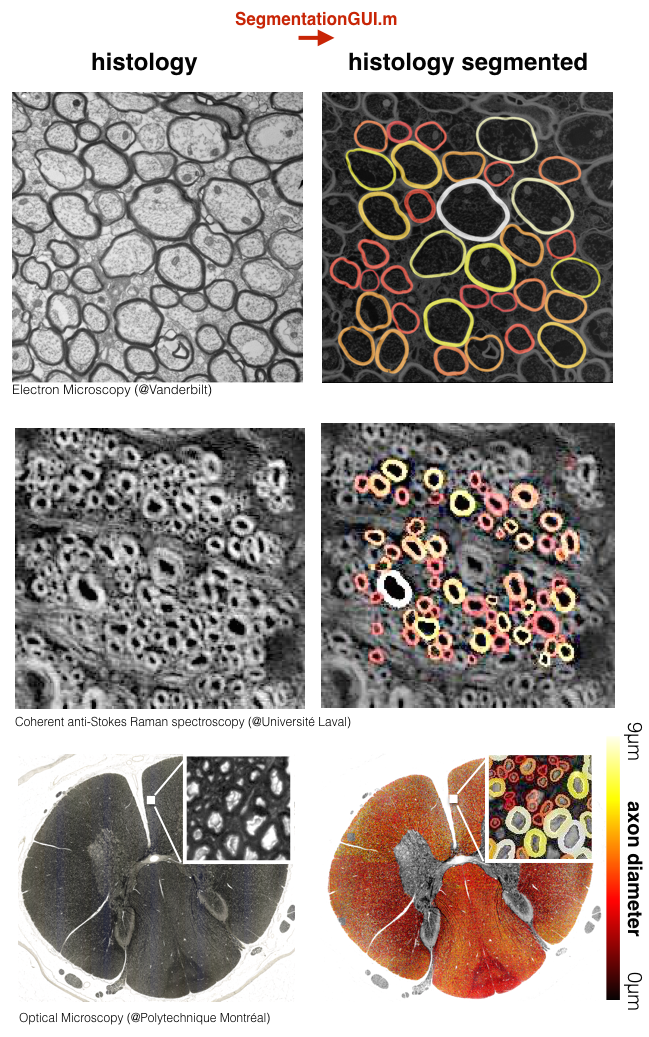 SegmentationGUI.m
histology
histology segmented
Electron Microscopy (@Vanderbilt)
Coherent anti-Stokes Raman spectroscopy (@Université Laval)
9µm
axon diameter
0µm
Optical Microscopy (@Polytechnique Montréal)